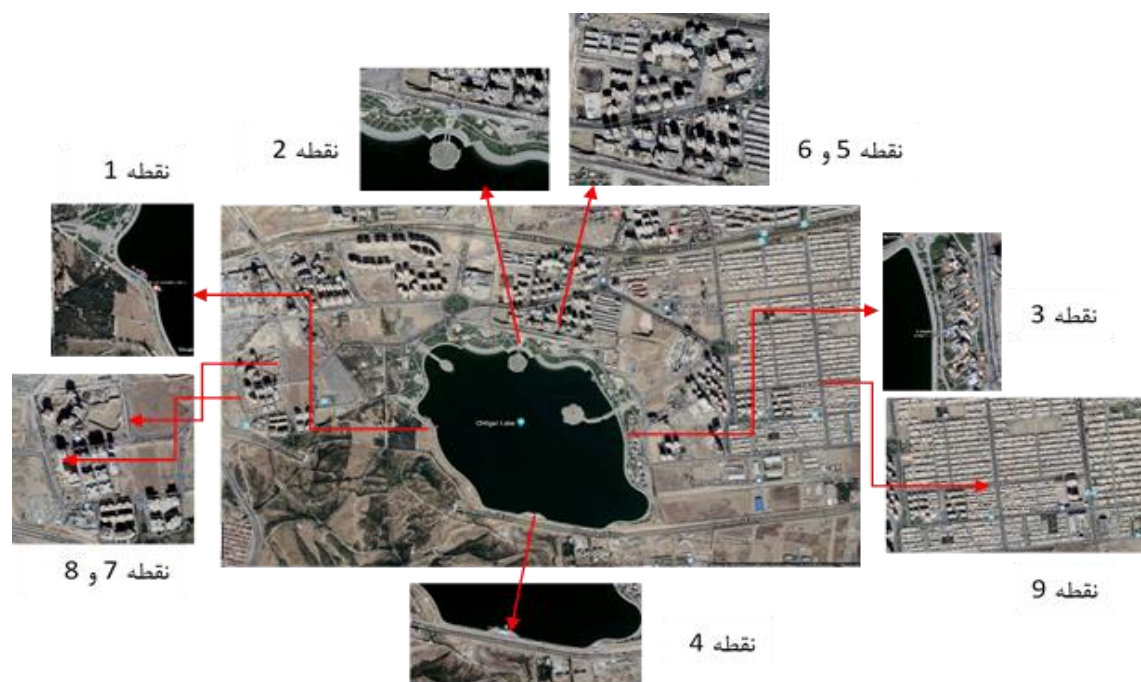 نقطه 5 و 6
نقطه 2
نقطه 1
نقطه 3
Chitgar Lake
نقطه 7 و 8
نقطه 9
نقطه 4